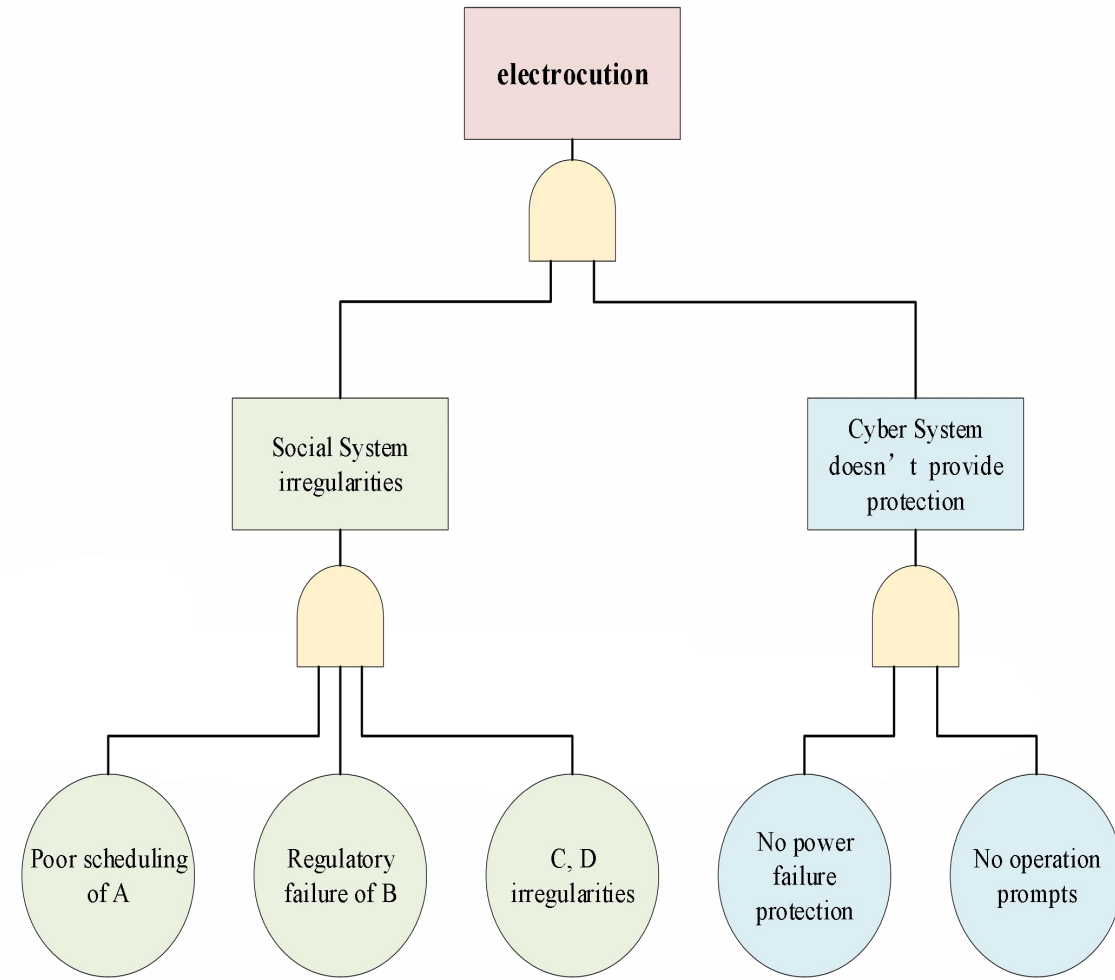 electrocution
Social System
irregularities
Cyber System
doesn’ t provide
protection
Poor scheduling
of A
Regulatory
failure of B
C, D
irregularities
No power
failure
protection
No operation
prompts